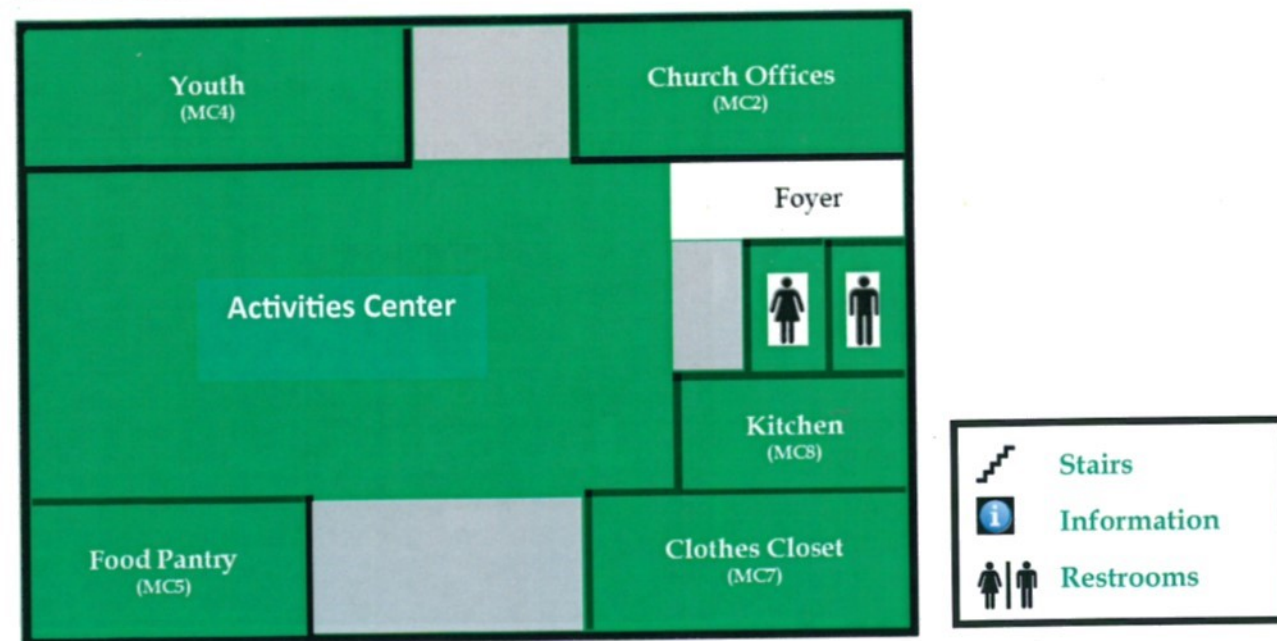 Youth
(MC4)
Church Offices
(MC2)
Foyer
Activities Center
Kitchen
(MC8)
Food Pantry
(MC5)
Clothes Closet
(MC7)
Stairs
Information
Restrooms